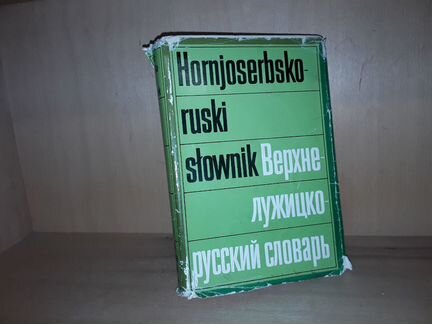 Hornjoserbsko-
ruski
słownik Верхне-
лужицко-
русский словарь